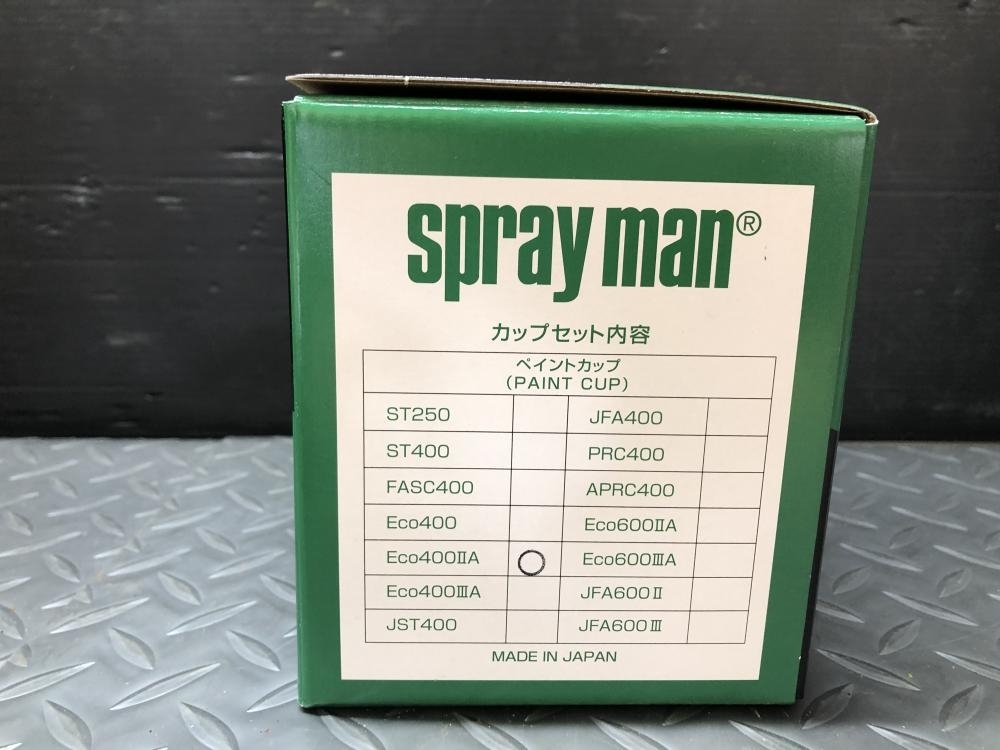 spray man®
カップセット内容
ペイントカップ
(PAINT CUP)
ST250 JFA400
ST400 PRC400
FASC400 APRC400
Eco400 Eco600ⅡA
Eco400ⅡA ○ Eco600ⅢA
Eco400ⅢA JFA600Ⅱ
JST400 JFA600Ⅲ
MADE IN JAPAN